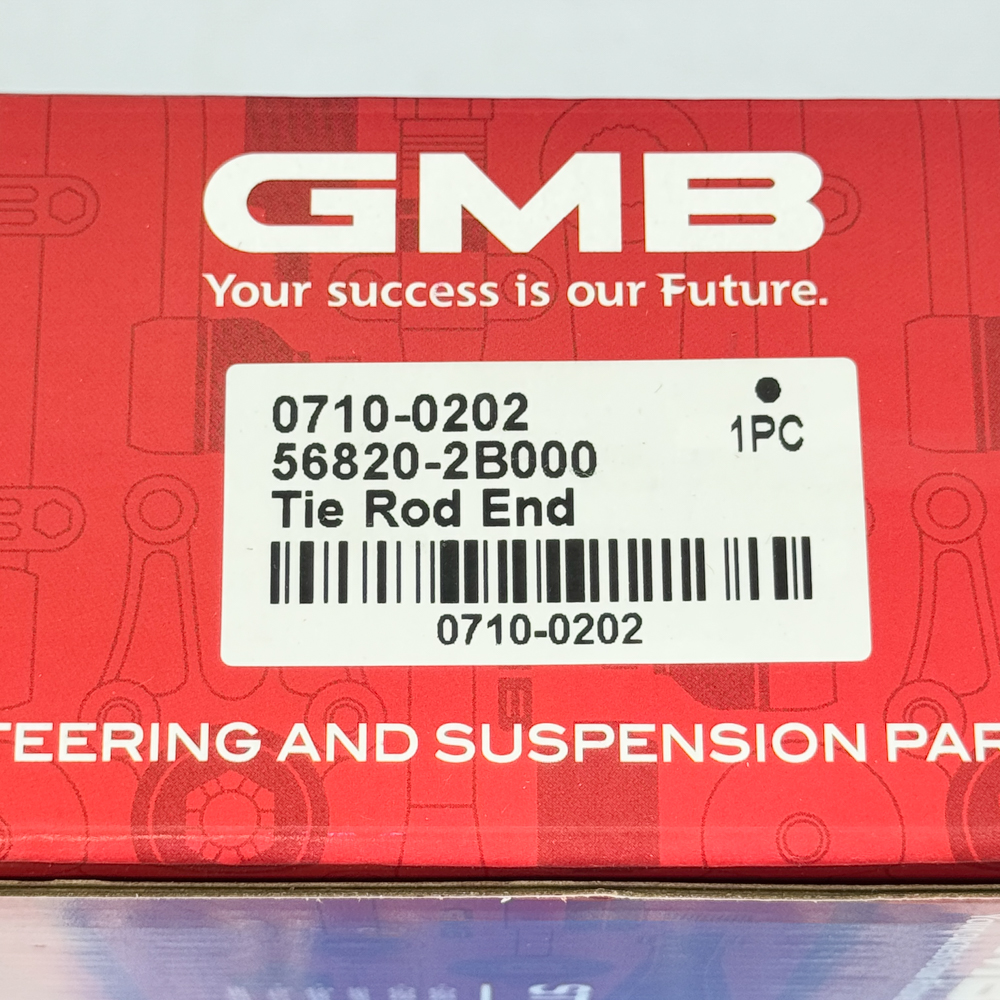 GMB
Your success is our Future.
0710-0202
1PC
56820-2B000
Tie Rod End
0710-0202
TEERING AND SUSPENSION PAR